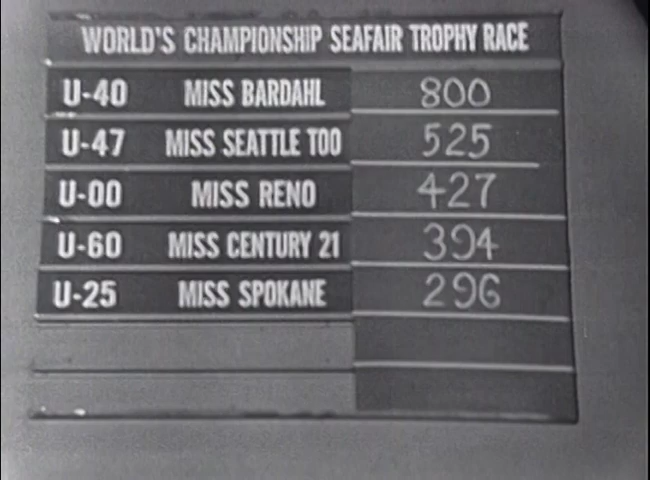 WORLD'S CHAMPIONSHIP SEAFAIR TROPHY RACE
U-40 MISS BARDAHL 800
U-47 MISS SEATTLE TOO 525
U-00 MISS RENO 427
U-60 MISS CENTURY 21 394
U-25 MISS SPOKANE 296